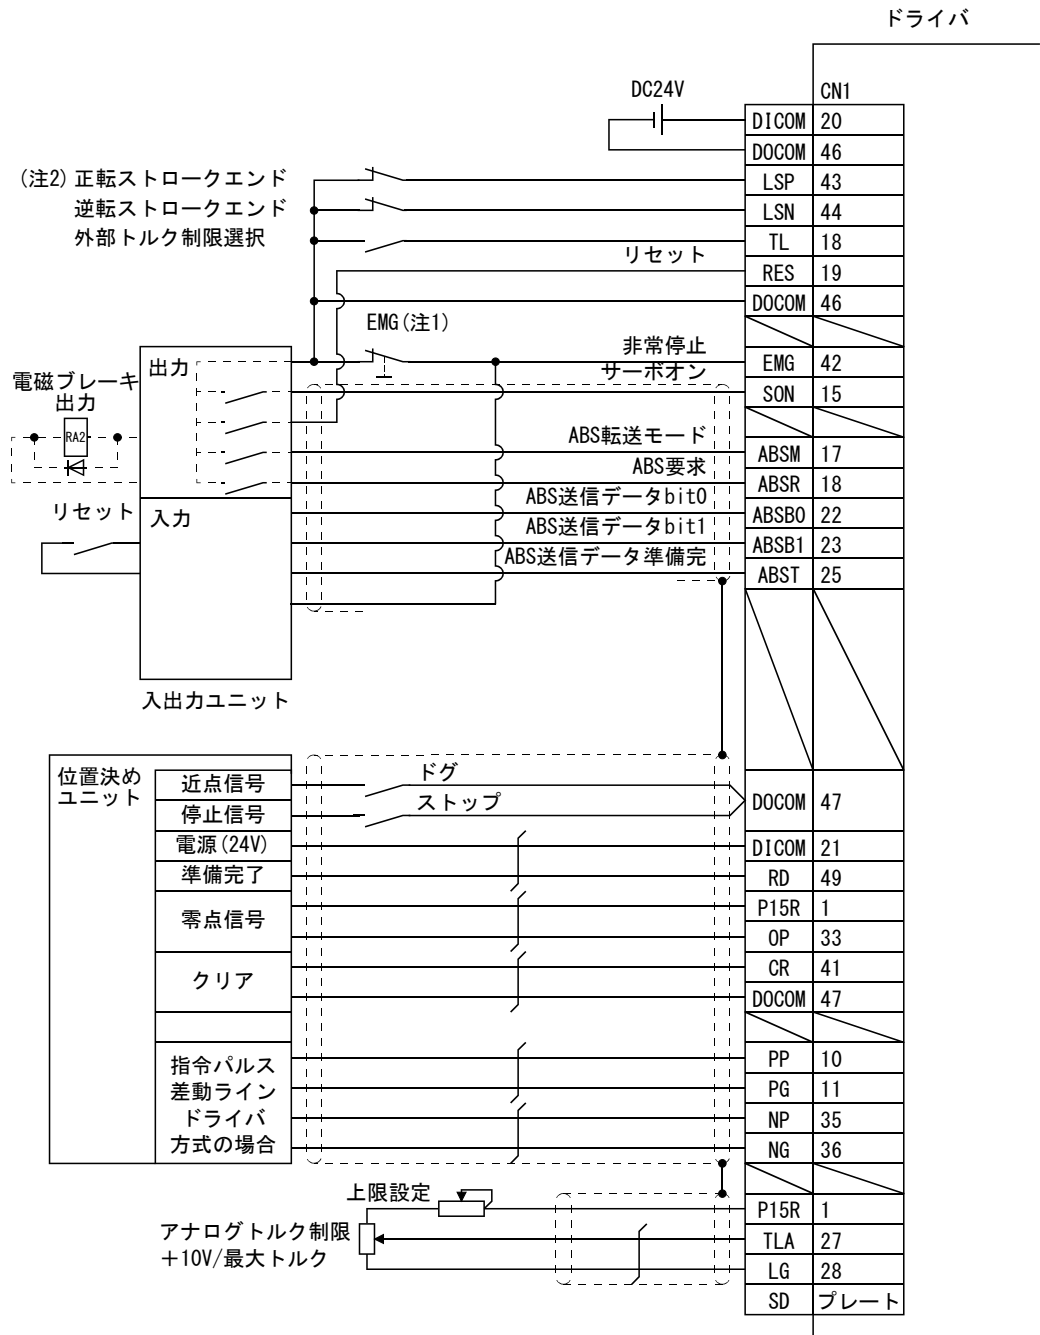 ドライバ
DC24V
CN1
DICOM 20
DOCOM 46
(注2) 正転ストロークエンド
LSP 43
逆転ストロークエンド
LSN 44
外部トルク制限選択
TL 18
リセット
RES 19
DOCOM 46
EMG(注1)
非常停止
EMG 42
出力
サーボオン
SON 15
電磁ブレーキ
出力
RA2
ABS転送モード
ABSM 17
ABS要求
ABSR 18
リセット
入力
ABS送信データbit0
ABSB0 22
ABS送信データbit1
ABSB1 23
ABS送信データ準備完
ABST 25
入出力ユニット
位置決め
ユニット
近点信号
ドグ
停止信号
ストップ
DOCOM 47
電源(24V)
DICOM 21
準備完了
RD 49
零点信号
P15R 1
OP 33
クリア
CR 41
DOCOM 47
指令パルス
差動ライン
ドライバ
方式の場合
PP 10
PG 11
NP 35
NG 36
上限設定
P15R 1
アナログトルク制限
+10V/最大トルク
TLA 27
LG 28
SD プレート